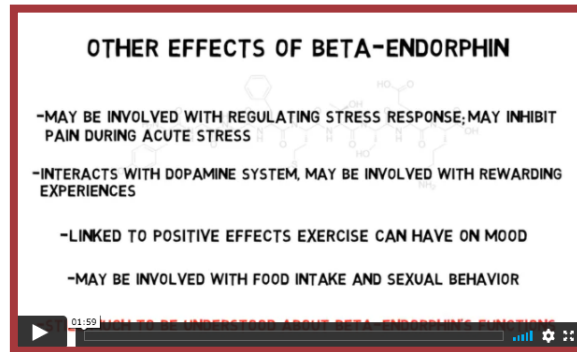 OTHER EFFECTS OF BETA-ENDORPHIN
-MAY BE INVOLVED WITH REGULATING STRESS RESPONSE; MAY INHIBIT
PAIN DURING ACUTE STRESS
-INTERACTS WITH DOPAMINE SYSTEM, MAY BE INVOLVED WITH REWARDING
EXPERIENCES
-LINKED TO POSITIVE EFFECTS EXERCISE CAN HAVE ON MOOD
-MAY BE INVOLVED WITH FOOD INTAKE AND SEXUAL BEHAVIOR
TO BE UNDERSTOOD ABOUT BETA-ENDORPHIN'S FUNCTIONS
01:59